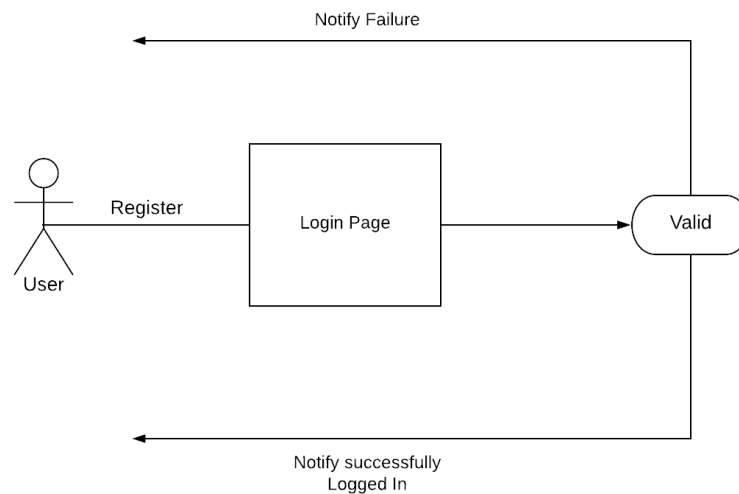 Notify Failure
Register
Login Page
Valid
User
Notify successfully
Logged In